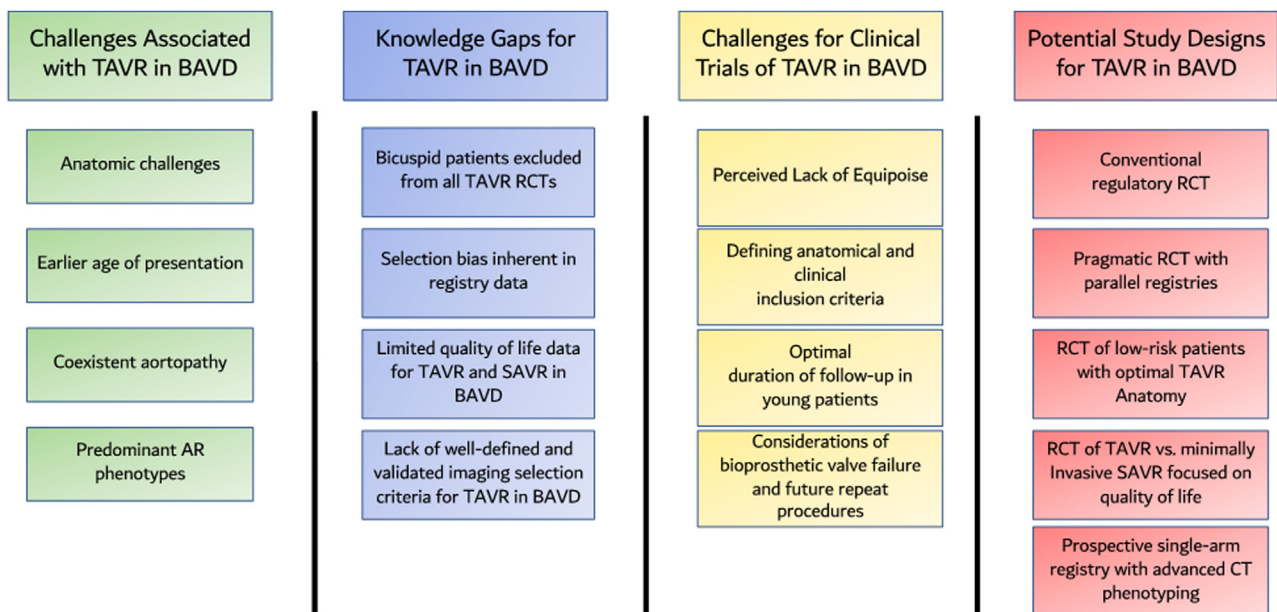 Challenges Associated
with TAVR in BAVD
Anatomic challenges
Earlier age of presentation
Coexistent aortopathy
Predominant AR
phenotypes
Knowledge Gaps for
TAVR in BAVD
Bicuspid patients excluded
from all TAVR RCTs
Selection bias inherent in
registry data
Limited quality of life data
for TAVR and SAVR in
BAVD
Lack of well-defined and
validated imaging selection
criteria for TAVR in BAVD
Challenges for Clinical
Trials of TAVR in BAVD
Perceived Lack of Equipoise
Defining anatomical and
clinical
inclusion criteria
Optimal
duration of follow-up in
young patients
Considerations of
bioprosthetic valve failure
and future repeat
procedures
Potential Study Designs
for TAVR in BAVD
Conventional
regulatory RCT
Pragmatic RCT with
parallel registries
RCT of low-risk patients
with optimal TAVR
Anatomy
RCT of TAVR vs. minimally
Invasive SAVR focused on
quality of life
Prospective single-arm
registry with advanced CT
phenotyping